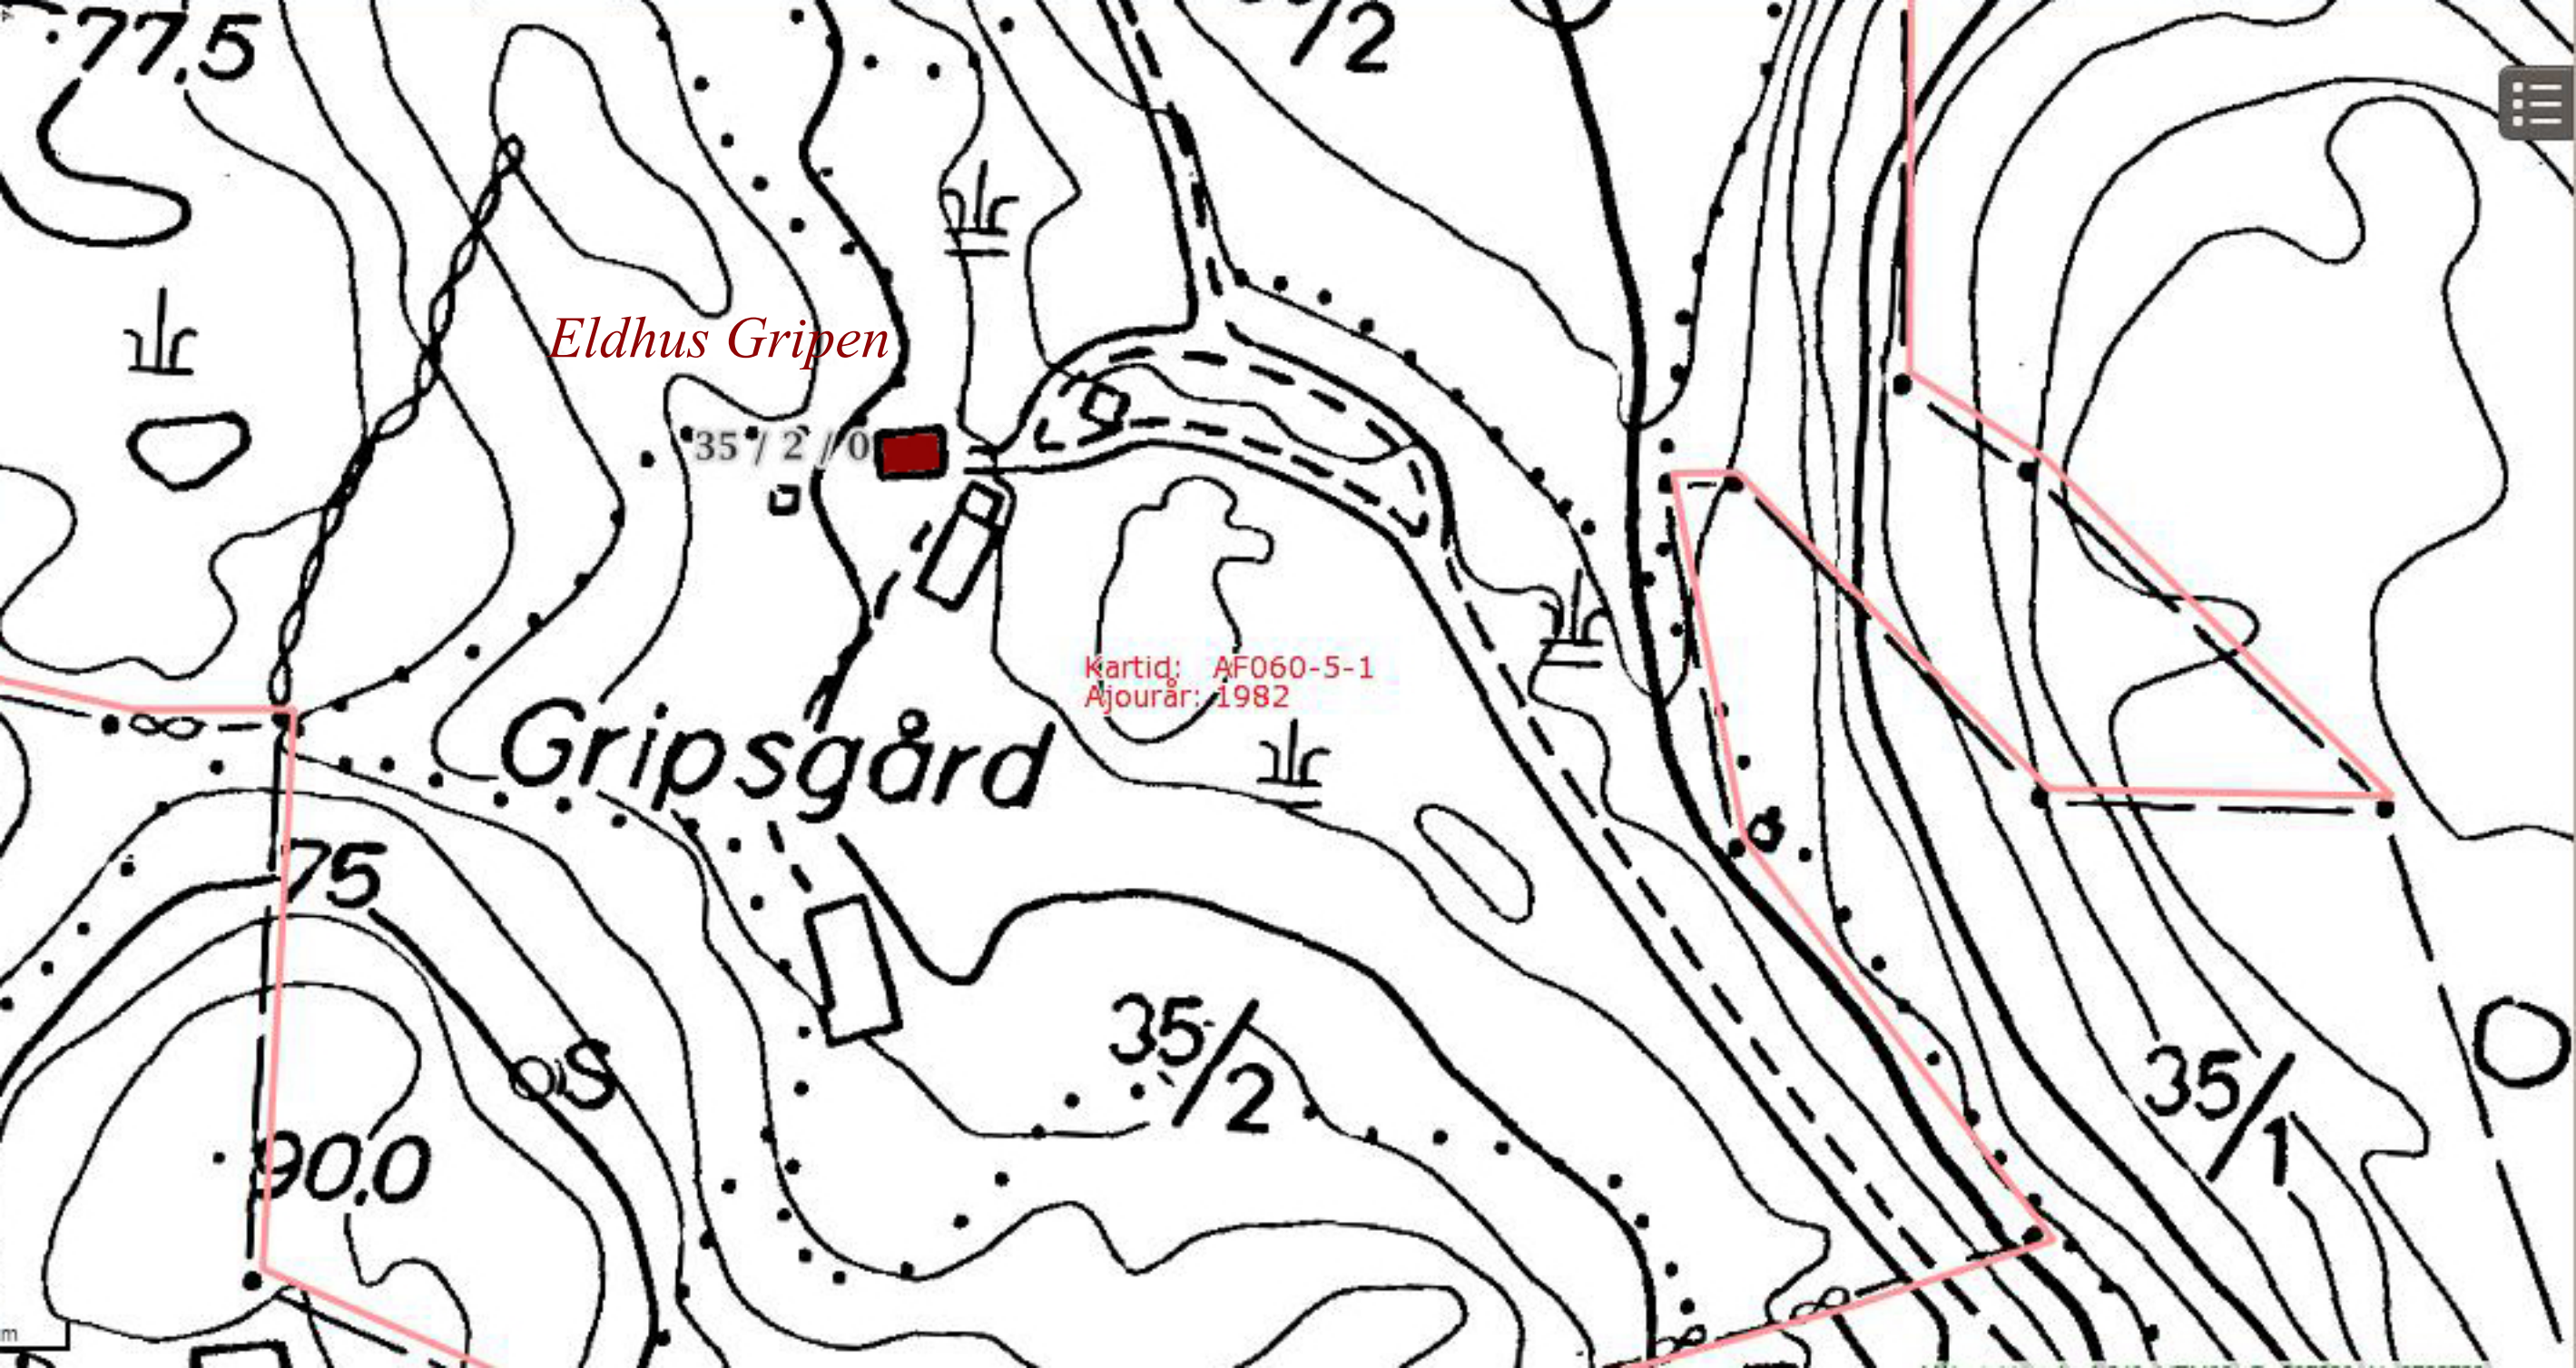 77.5
/2
Eldhus Gripen
35 / 2 / 0
Kartid: AF060-5-1
Ajourår: 1982
Gripsgård
75
35/2
S
35/1
90.0
m